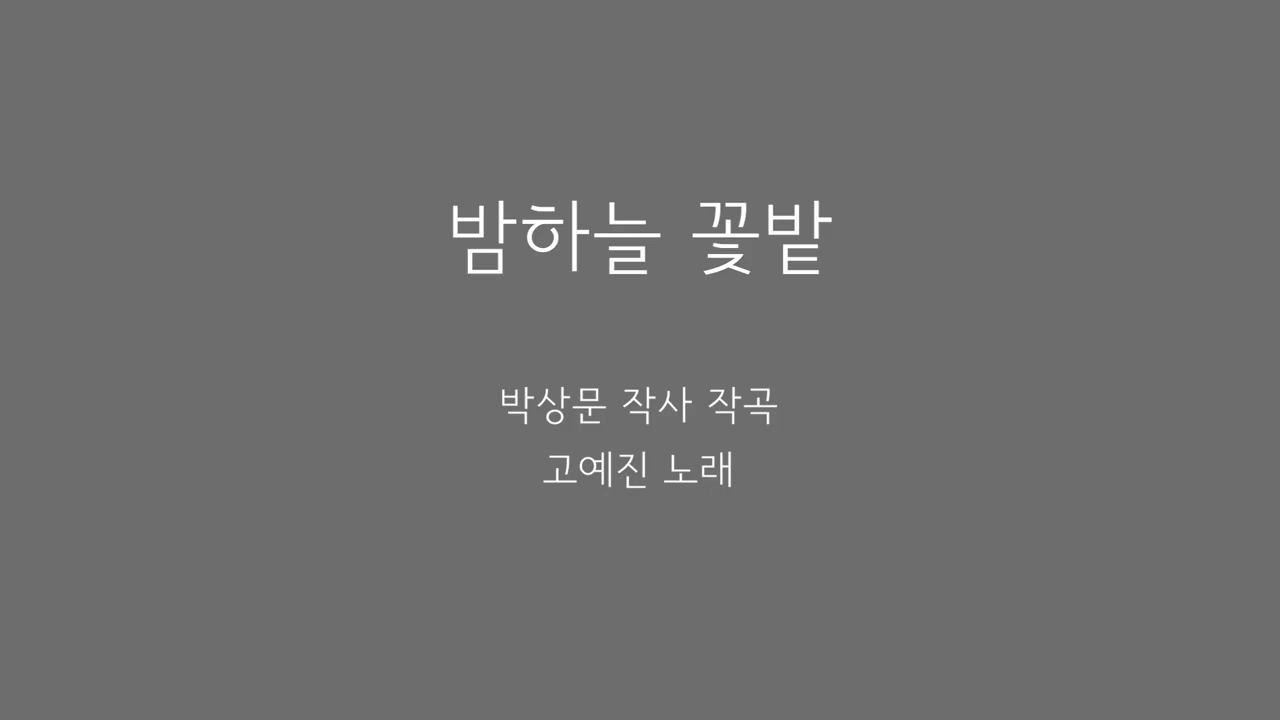 밤하늘 꽃밭
박상문 작사 작곡
고예진 노래